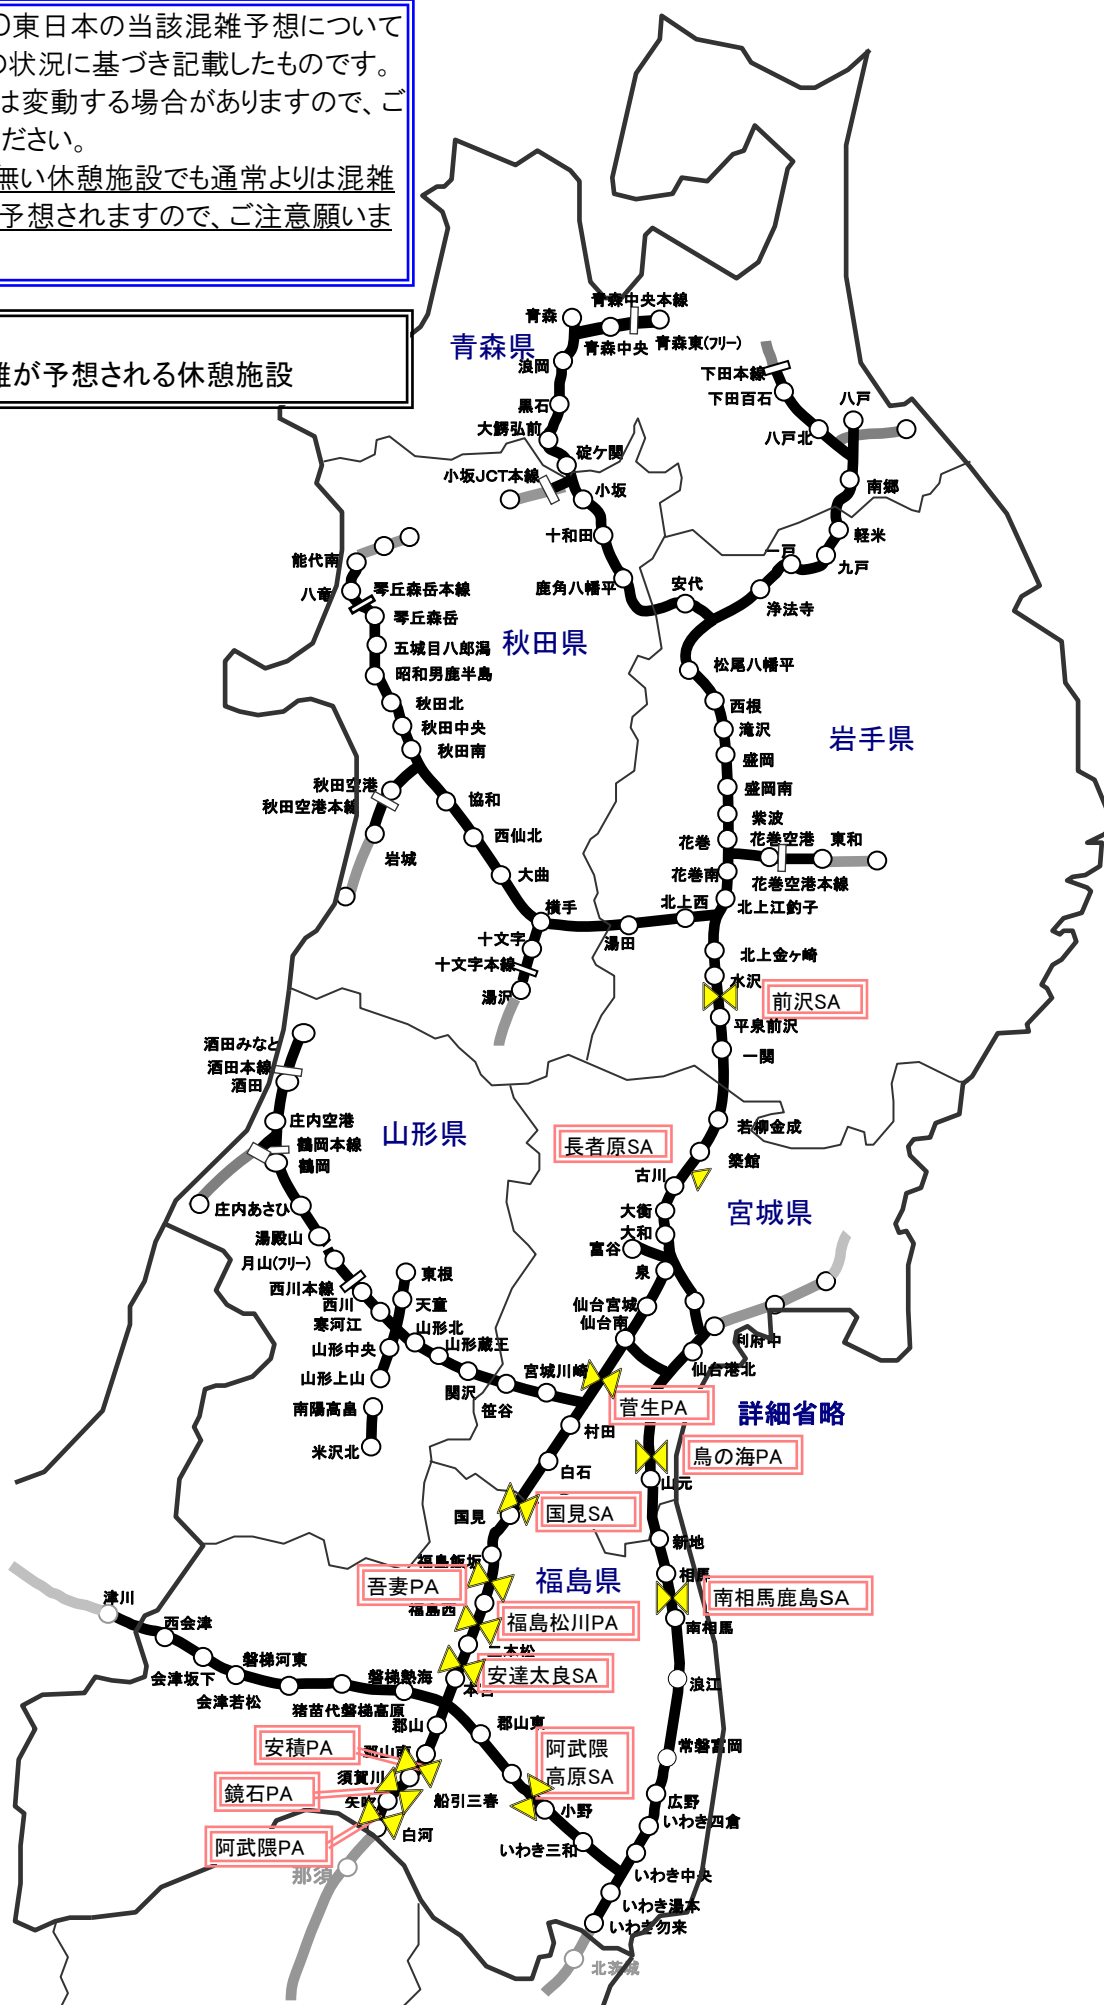 東日本の当該混雑予想について
の状況に基づき記載したものです。
は変動する場合がありますので、ご
ださい。
無い休憩施設でも通常よりは混雑
予想されますので、ご注意願いま
が予想される休憩施設
青森中央本線
青森
青森中央
青森東(フリー)
青森県
浪岡
下田本線
下田百石
八戸
黒石
大鰐弘前
八戸北
碇ケ関
小坂JCT本線
小坂
南郷
十和田
軽米
一戸
九戸
能代南
鹿角八幡平
安代
八竜
琴丘森岳本線
浄法寺
琴丘森岳
秋田県
五城目八郎潟
松尾八幡平
昭和男鹿半島
秋田北
西根
秋田中央
滝沢
岩手県
秋田南
盛岡
秋田空港
盛岡南
秋田空港本線
協和
紫波
西仙北
花巻
花巻空港
東和
岩城
大曲
花巻南
花巻空港本線
横手
北上西
北上江釣子
十文字
湯田
十文字本線
北上金ヶ崎
湯沢
水沢
前沢SA
平泉前沢
酒田みなと
一関
酒田本線
酒田
庄内空港
山形県
若柳金成
鶴岡本線
長者原SA
鶴岡
築館
古川
庄内あさひ
大衡
宮城県
湯殿山
大和
月山(フリー)
富谷
東根
泉
西川本線
西川
天童
仙台宮城
寒河江
山形北
仙台南
山形中央
山形蔵王
利府中
山形上山
宮城川崎
仙台港北
関沢
南陽高畠
笹谷
菅生PA
詳細省略
米沢北
村田
鳥の海PA
白石
山元
国見
国見SA
新地
福島飯坂
相馬
吾妻PA
福島県
南相馬鹿島SA
津川
福島西
福島松川PA
南相馬
西会津
二本松
会津坂下
磐梯河東
安達太良SA
会津若松
磐梯熱海
本宮
浪江
猪苗代磐梯高原
郡山
郡山東
安積PA
郡山南
阿武隈
高原SA
常磐富岡
鏡石PA
須賀川
矢吹
船引三春
小野
広野
いわき四倉
阿武隈PA
白河
いわき三和
那須
いわき中央
いわき湯本
いわき勿来
北茨城